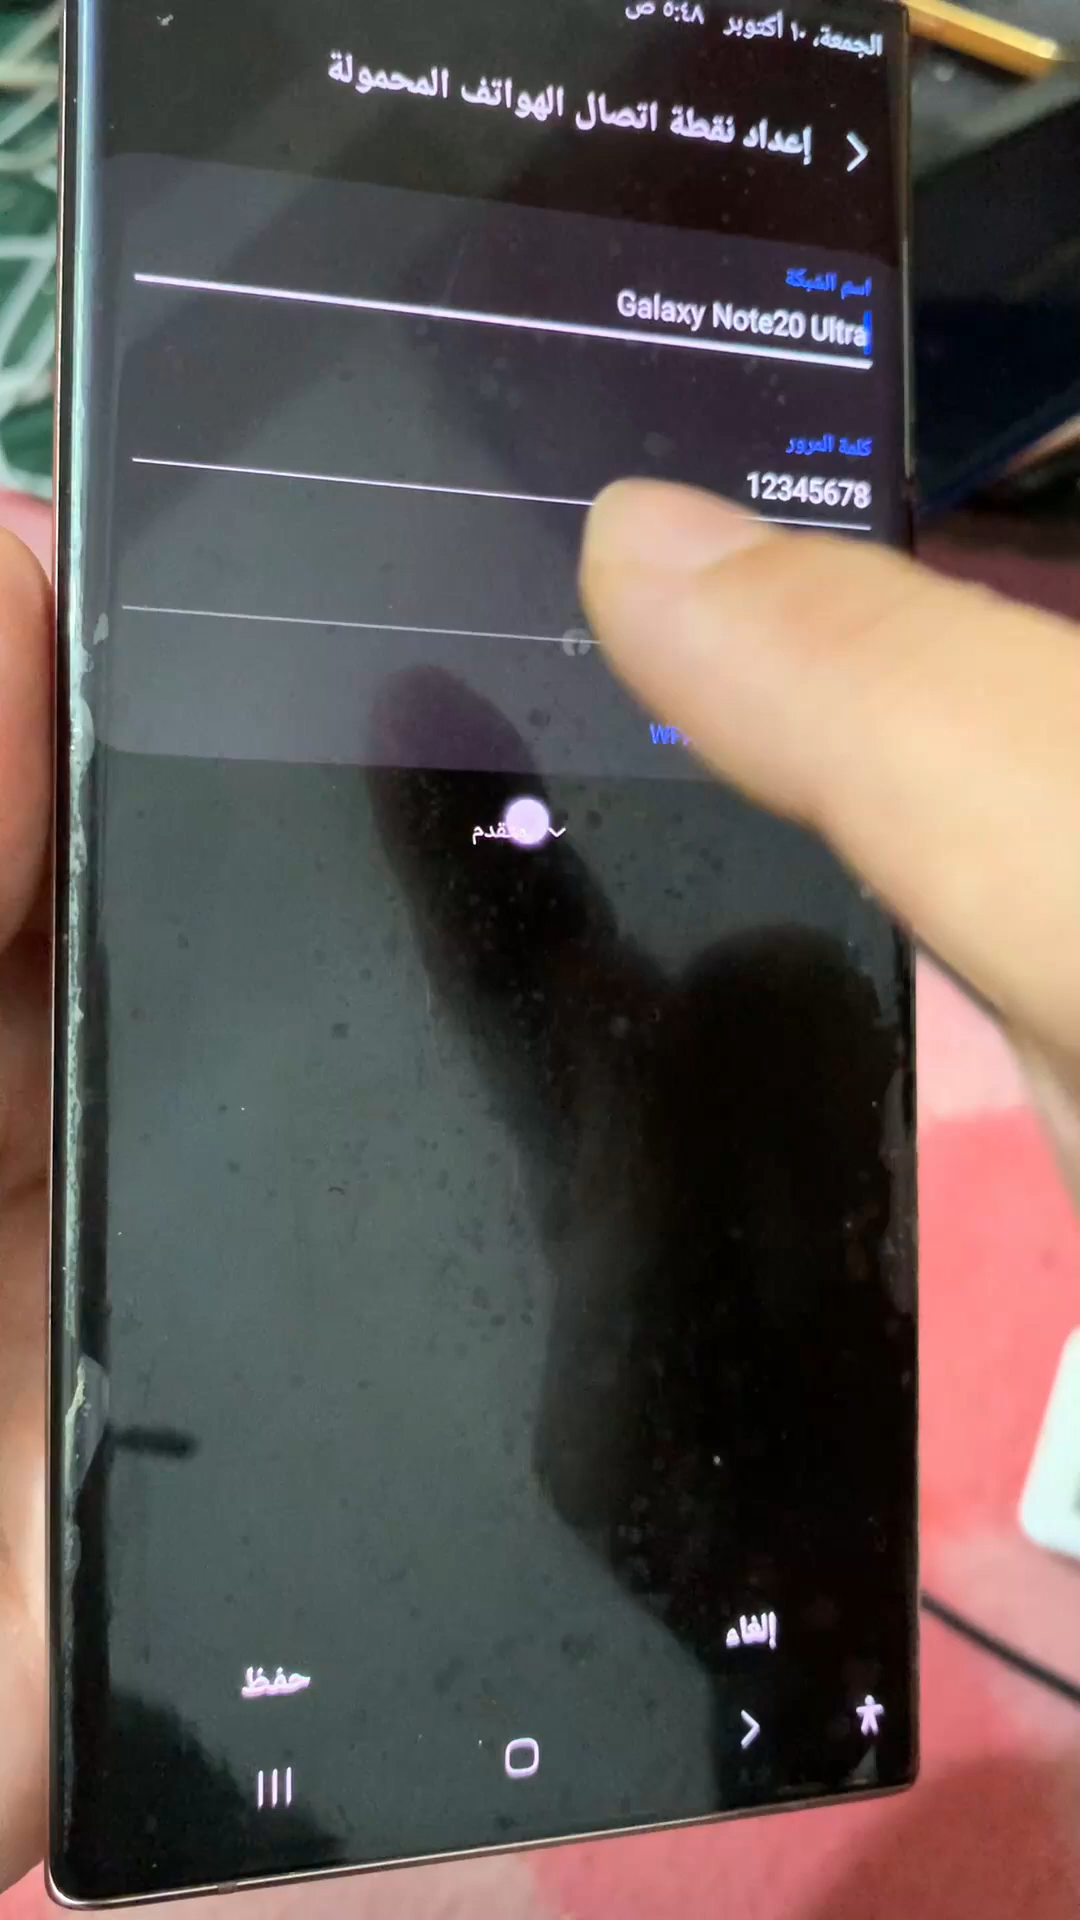 الجمعة، ١٠ أكتوبر ٥:٤٨ ص
إعداد نقطة اتصال الهواتف المحمولة
اسم الشبكة
Galaxy Note20 Ultra
كلمة المرور
12345678
إلغاء
حفظ